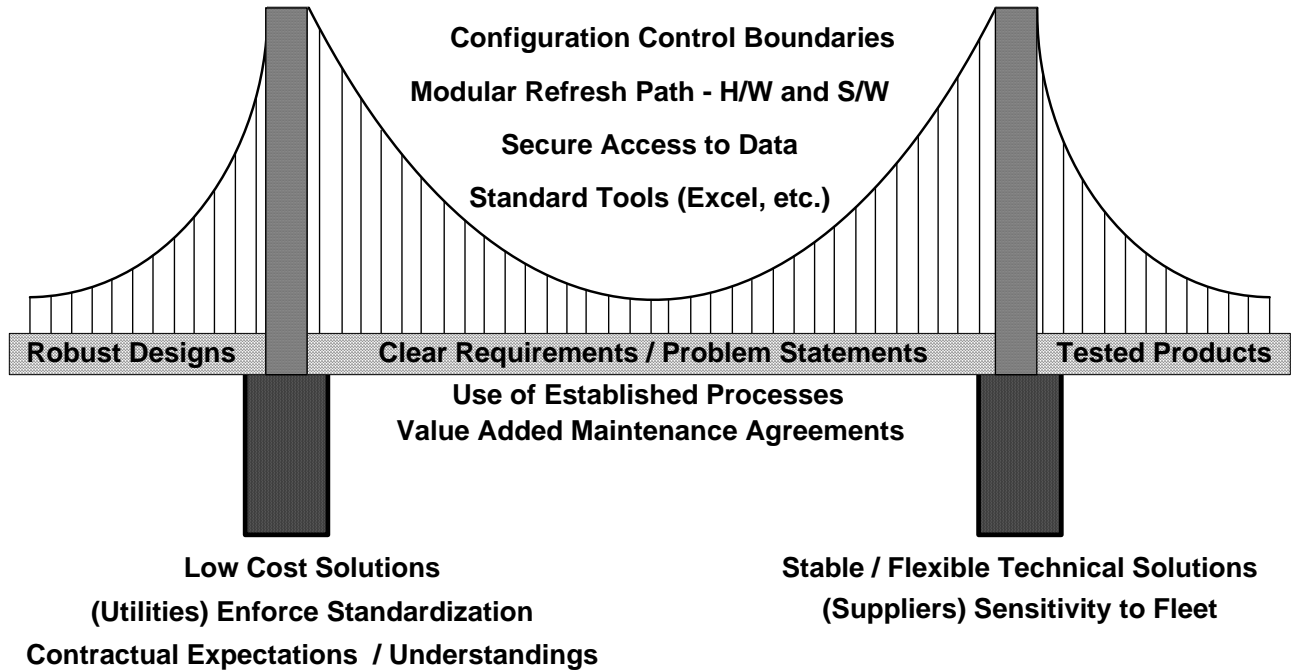 Configuration Control Boundaries
Modular Refresh Path - H/W and S/W
Secure Access to Data
Standard Tools (Excel, etc.)
Robust Designs
Clear Requirements / Problem Statements
Tested Products
Use of Established Processes
Value Added Maintenance Agreements
Low Cost Solutions
(Utilities) Enforce Standardization
Contractual Expectations / Understandings
Stable / Flexible Technical Solutions
(Suppliers) Sensitivity to Fleet